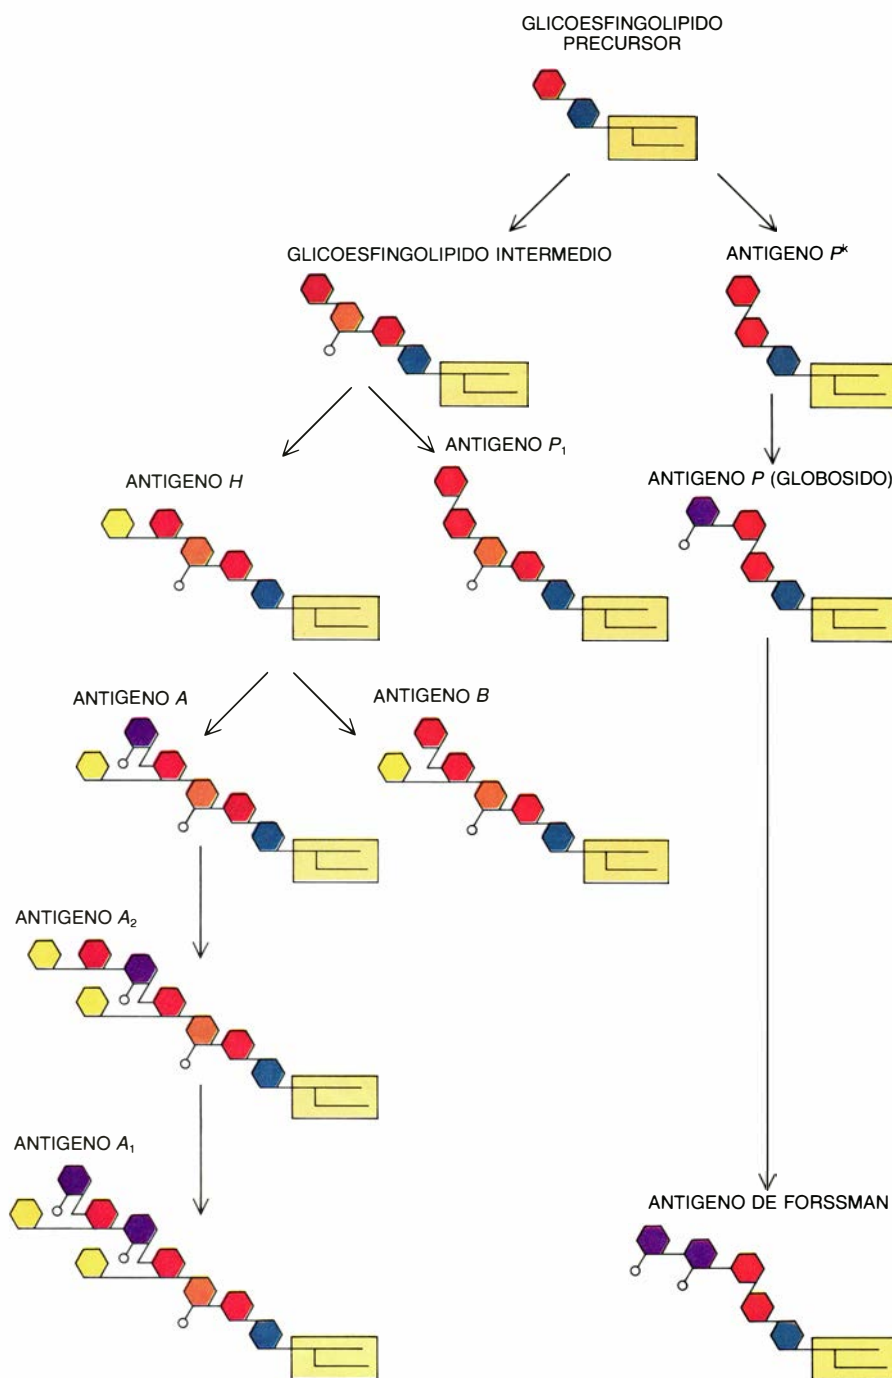 GLICOESFINGOLIPIDO
PRECURSOR
GLICOESFINGOLIPIDO INTERMEDIO
ANTIGENO Pᵏ
ANTIGENO H
ANTIGENO P₁
ANTIGENO P (GLOBOSIDO)
ANTIGENO A
ANTIGENO B
ANTIGENO A₂
ANTIGENO A₁
ANTIGENO DE FORSSMAN